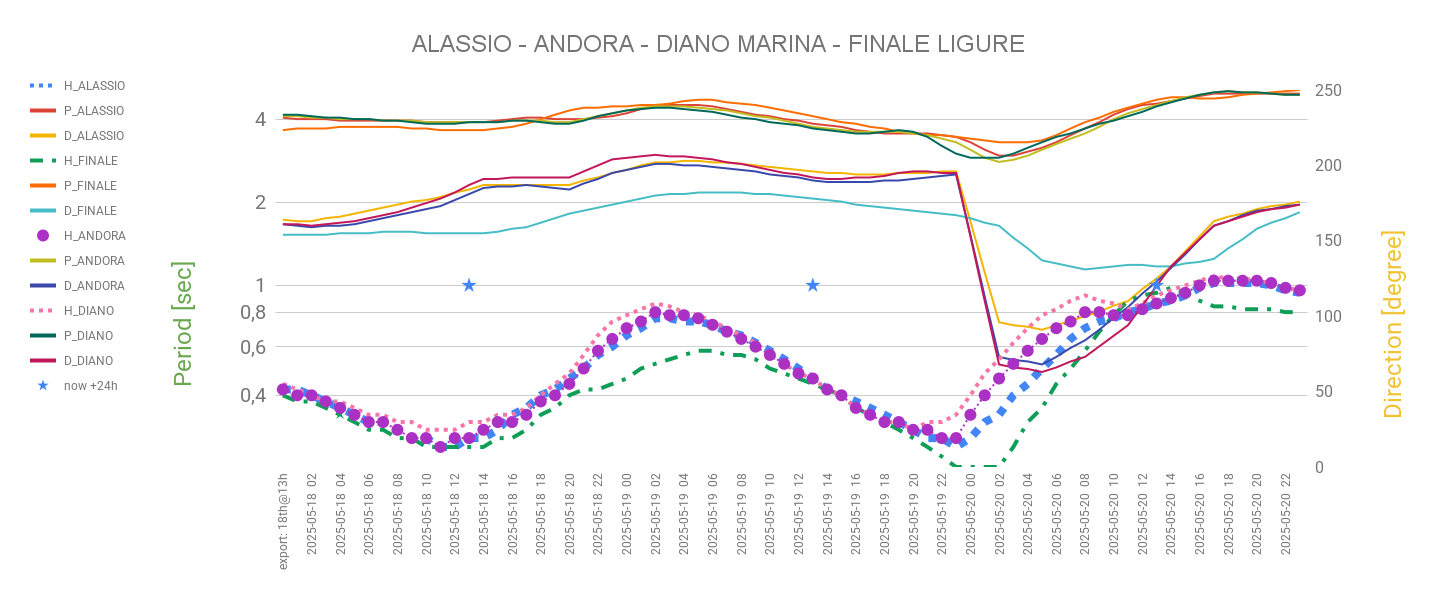 ALASSIO - ANDORA - DIANO MARINA - FINALE LIGURE
H_ALASSIO
P_ALASSIO
D_ALASSIO
H_FINALE
P_FINALE
D_FINALE
H_ANDORA
P_ANDORA
D_ANDORA
H_DIANO
P_DIANO
D_DIANO
now +24h
Period [sec]
4
2
1
0,8
0,6
0,4
250
200
150
100
50
0
Direction [degree]
export: 18th@13h
2025-05-18 02
2025-05-18 04
2025-05-18 06
2025-05-18 08
2025-05-18 10
2025-05-18 12
2025-05-18 14
2025-05-18 16
2025-05-18 18
2025-05-18 20
2025-05-18 22
2025-05-19 00
2025-05-19 02
2025-05-19 04
2025-05-19 06
2025-05-19 08
2025-05-19 10
2025-05-19 12
2025-05-19 14
2025-05-19 16
2025-05-19 18
2025-05-19 20
2025-05-19 22
2025-05-20 00
2025-05-20 02
2025-05-20 04
2025-05-20 06
2025-05-20 08
2025-05-20 10
2025-05-20 12
2025-05-20 14
2025-05-20 16
2025-05-20 18
2025-05-20 20
2025-05-20 22